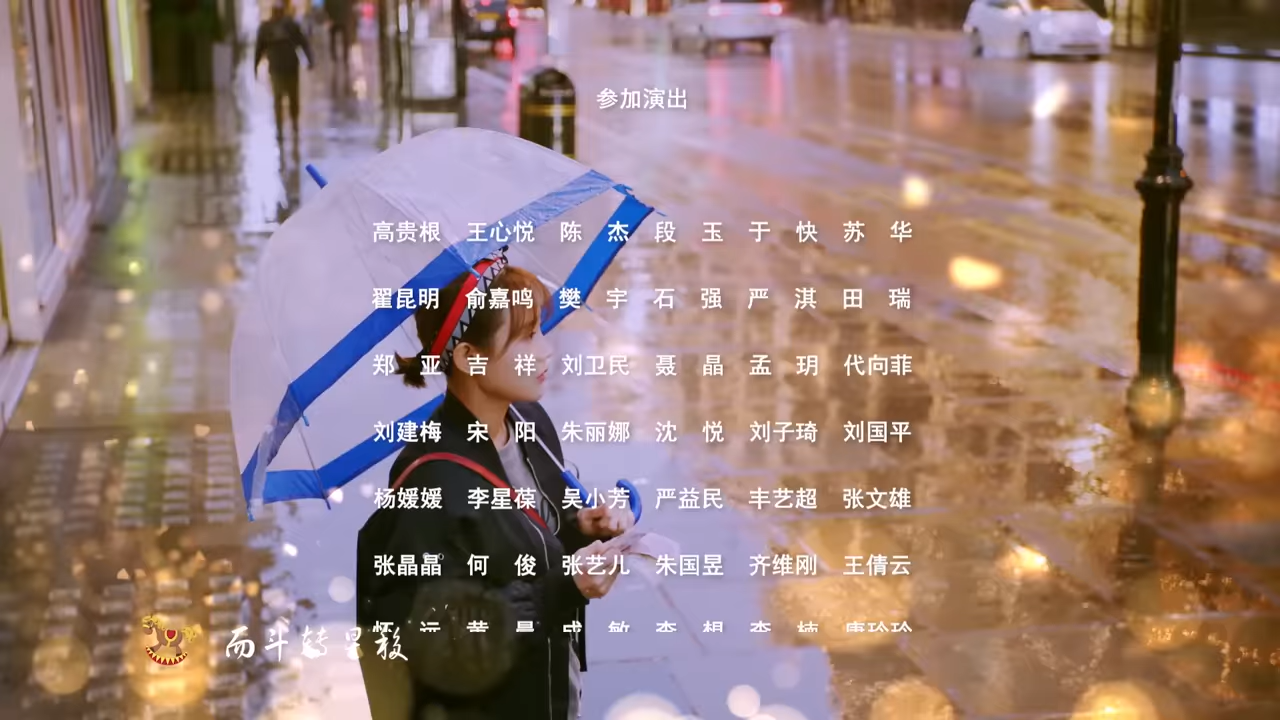 参加演出
高贵根 王心悦 陈杰 段玉 于快 苏华
翟昆明 俞嘉鸣 樊宇 石强 严淇 田瑞
郑亚 吉祥 刘卫民 聂晶 孟玥 代向菲
刘建梅 宋阳 朱丽娜 沈悦 刘子琦 刘国平
杨媛媛 李星葆 吴小芳 严益民 丰艺超 张文雄
张晶晶 何俊 张艺儿 朱国昱 齐维刚 王倩云
而斗转星移